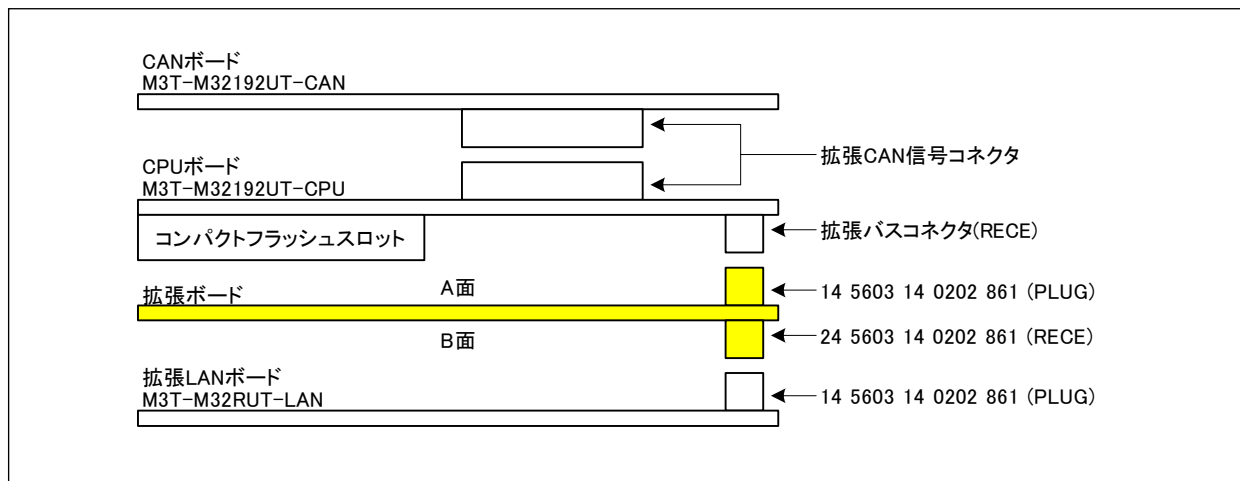 CANボード
M3T-M32192UT-CAN
拡張CAN信号コネクタ
CPUボード
M3T-M32192UT-CPU
コンパクトフラッシュスロット
拡張バスコネクタ(RECE)
A面
拡張ボード
14 5603 14 0202 861 (PLUG)
B面
24 5603 14 0202 861 (RECE)
拡張LANボード
M3T-M32RUT-LAN
14 5603 14 0202 861 (PLUG)